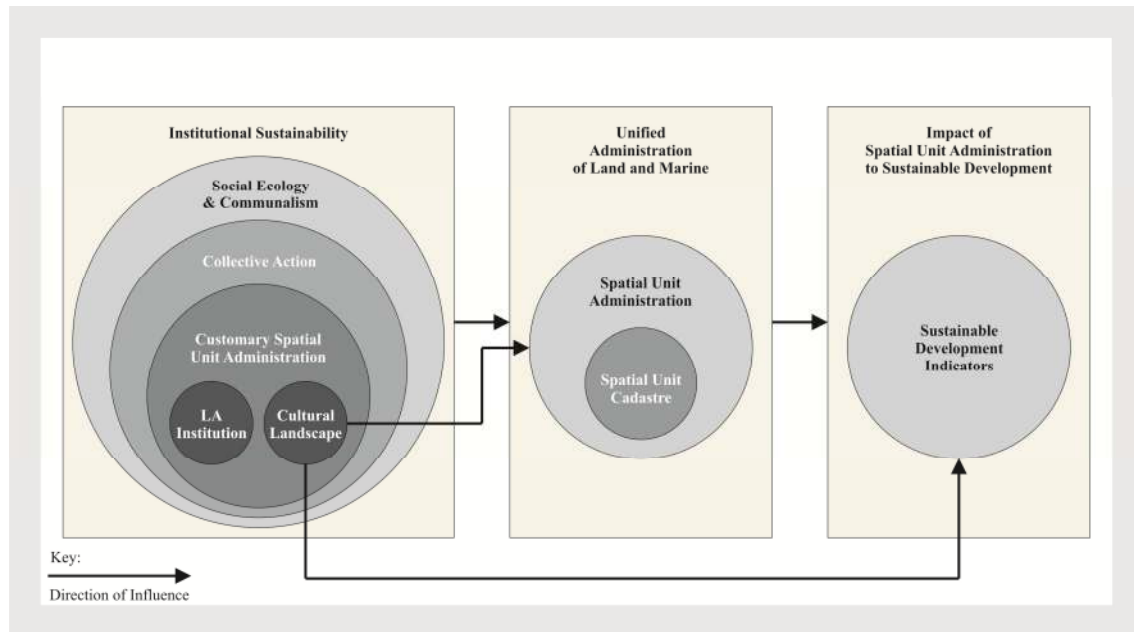 Institutional Sustainability
Social Ecology
& Communalism
Collective Action
Customary Spatial
Unit Administration
LA
Institution
Cultural
Landscape
Unified
Administration
of Land and Marine
Spatial Unit
Administration
Spatial Unit
Cadastre
Impact of
Spatial Unit Administration
to Sustainable Development
Sustainable
Development
Indicators
Key:
Direction of Influence